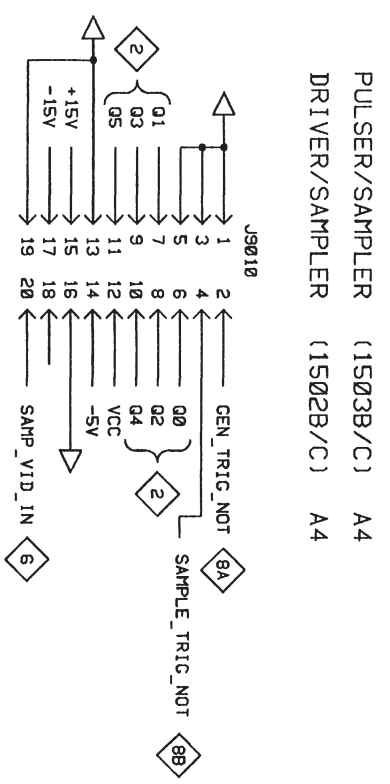 PULSER/SAMPLER (1503B/C) A4
DRIVER/SAMPLER (1502B/C) A4
J9010
1 2 GEN_TRIG_NOT 8A
3 4 SAMPLE_TRIG_NOT 8B
5 6 Q0
Q1 7 8 Q2
2 Q3 9 10 Q4 2
Q5 11 12 VCC
13 14 -5V
+15V 15 16
-15V 17 18
19 20 SAMP_VID_IN 6